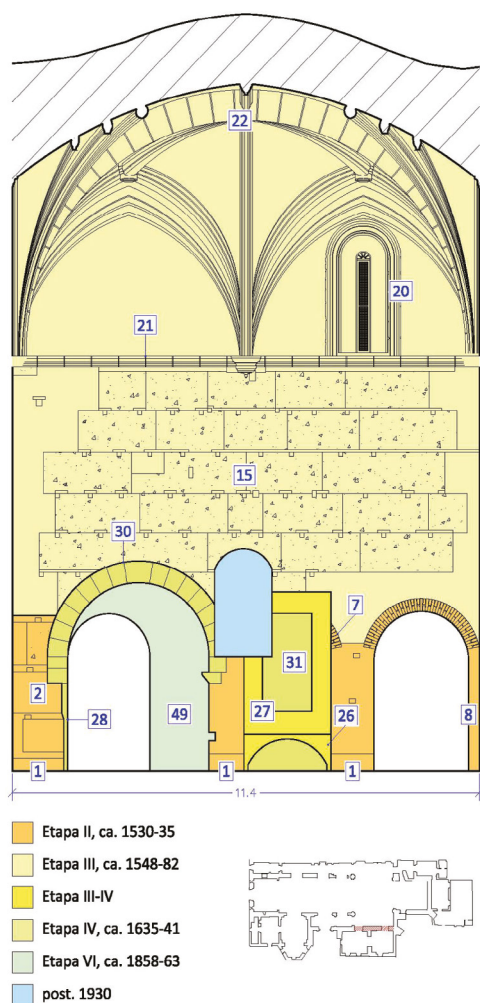 22
20
21
15
30
7
31
2
27
26
28
49
8
1
1
1
11.4
Etapa II, ca. 1530-35
Etapa III, ca. 1548-82
Etapa III-IV
Etapa IV, ca. 1635-41
Etapa VI, ca. 1858-63
post. 1930